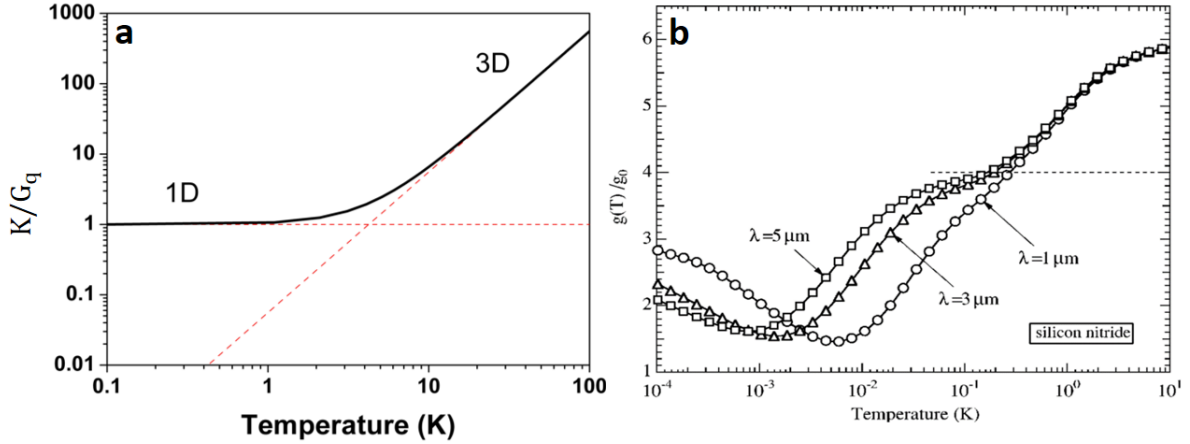 a
K/Gq
1000
100
10
1
0.1
0.01
1D
3D
0.1
1
10
100
Temperature (K)
b
g(T) /g0
6
5
4
3
2
1
λ=5 μm
λ=1 μm
λ=3 μm
silicon nitride
10-4
10-3
10-2
10-1
100
101
Temperature (K)